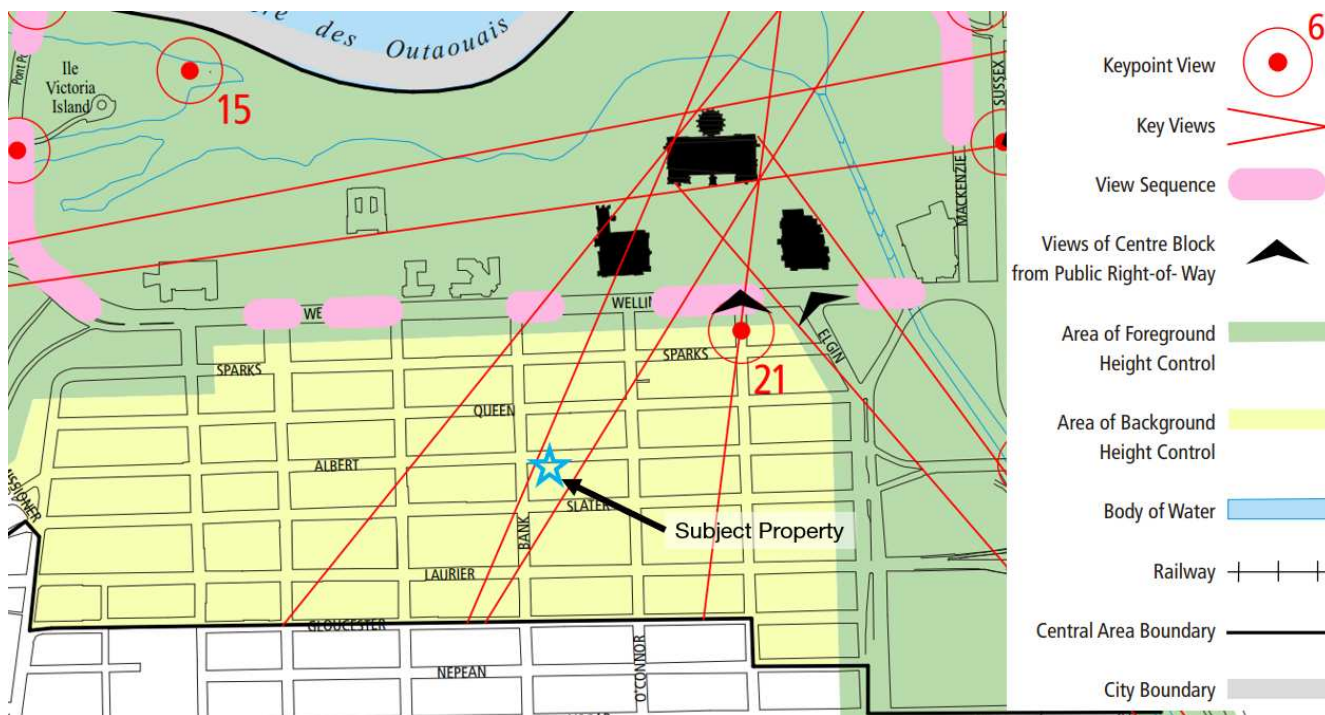 des Outaouais
Pont Po
Ile
Victoria
Island
15
SUSSEX
MACKENZIE
WE
WELLIN
ELGIN
SPARKS
SPARKS
21
QUEEN
ALBERT
SLATER
BANK
Subject Property
MISSIONER
LAURIER
GLOUCESTER
NEPEAN
O'CONNOR
6
Keypoint View
Key Views
View Sequence
Views of Centre Block
from Public Right-of- Way
Area of Foreground
Height Control
Area of Background
Height Control
Body of Water
Railway
Central Area Boundary
City Boundary